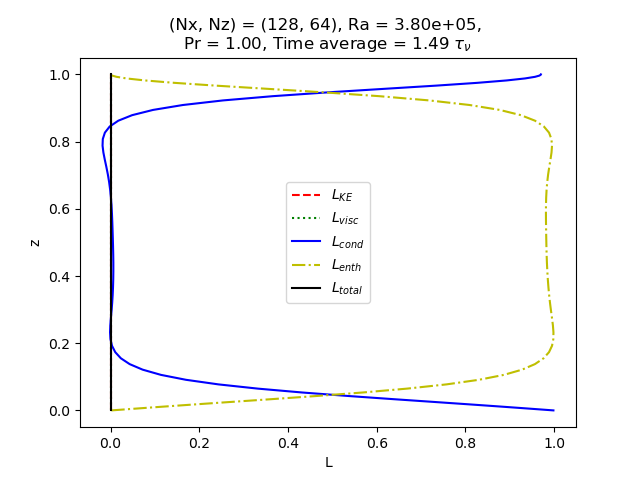 (Nx, Nz) = (128, 64), Ra = 3.80e+05,
Pr = 1.00, Time average = 1.49 τ_ν
1.0
0.8
0.6
0.4
0.2
0.0
z
L_KE
L_visc
L_cond
L_enth
L_total
0.0 0.2 0.4 0.6 0.8 1.0
L